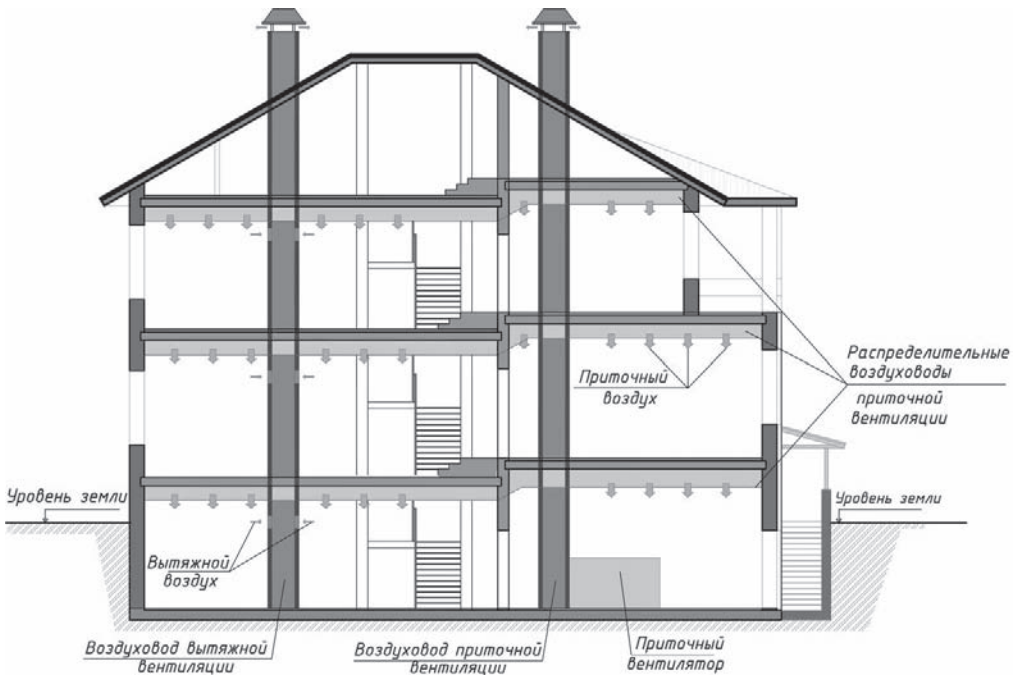 Распределительные
воздуховоды
приточной
вентиляции
Приточный
воздух
Уровень земли
Уровень земли
Вытяжной
воздух
Воздуховод вытяжной
вентиляции
Воздуховод приточной
вентиляции
Приточный
вентилятор